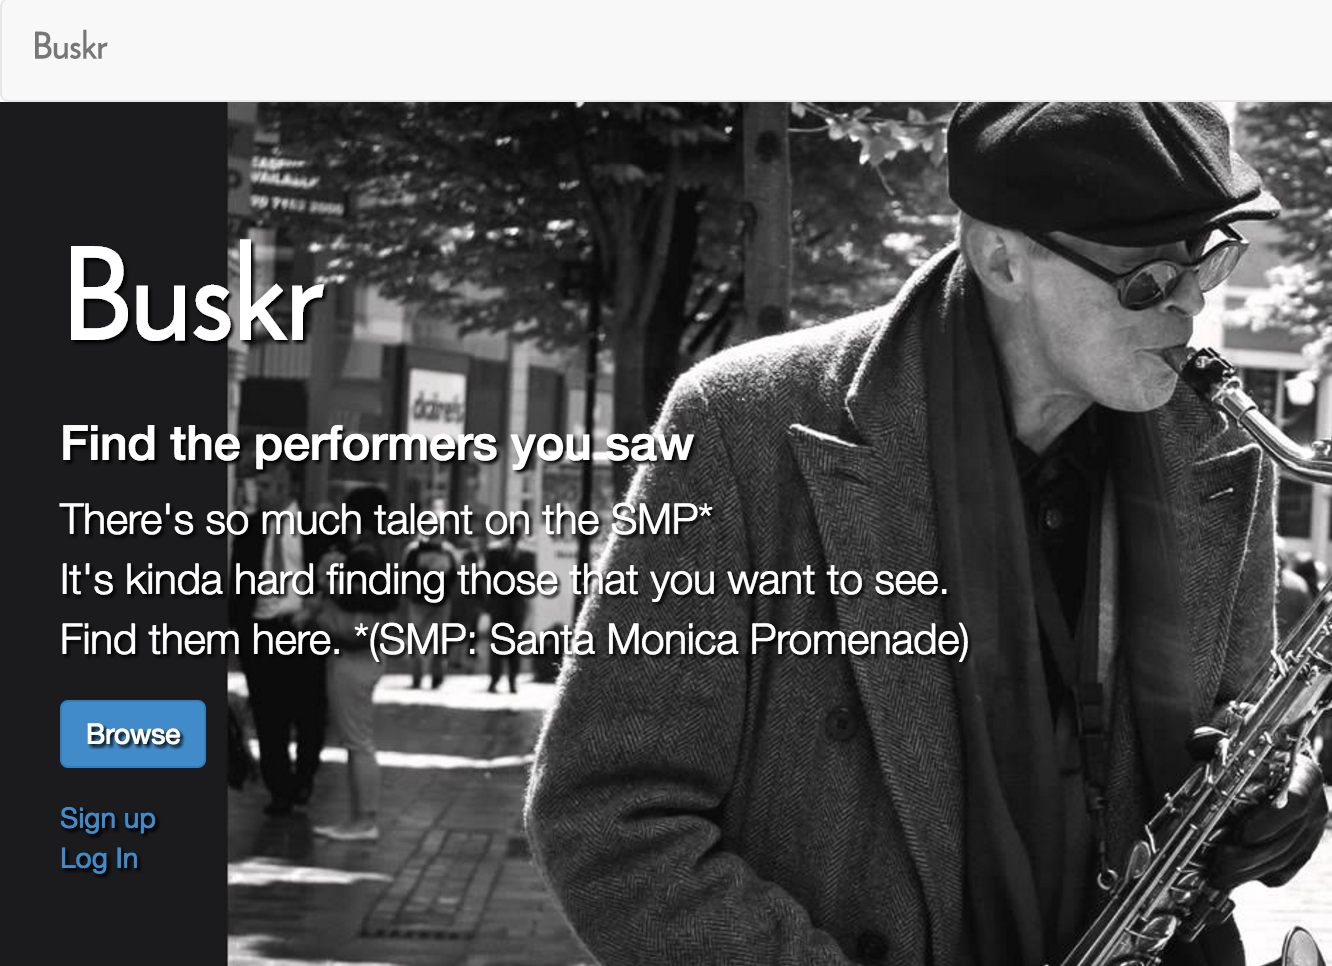 Buskr
Buskr
Find the performers you saw
There's so much talent on the SMP*
It's kinda hard finding those that you want to see.
Find them here. *(SMP: Santa Monica Promenade)
Browse
Sign up
Log In